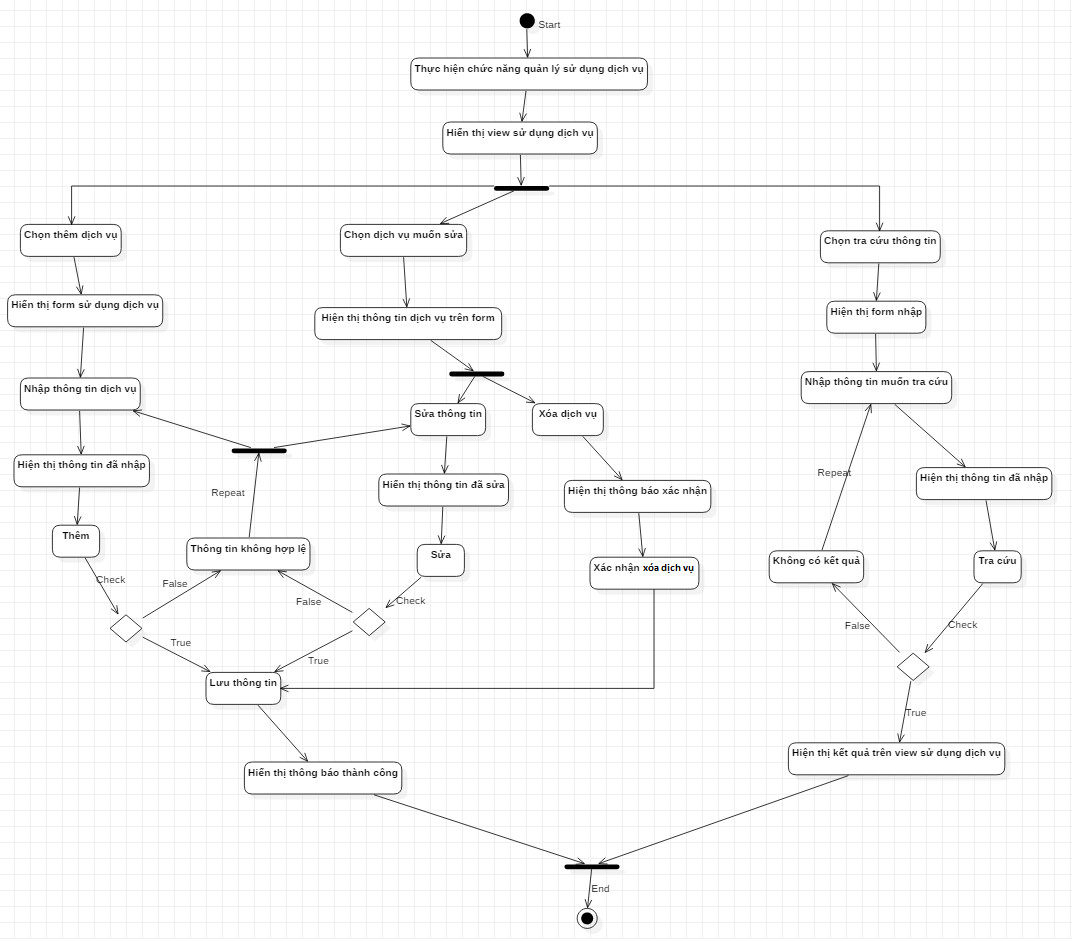 Start
Thực hiện chức năng quản lý sử dụng dịch vụ
Hiển thị view sử dụng dịch vụ
Chọn thêm dịch vụ
Chọn dịch vụ muốn sửa
Chọn tra cứu thông tin
Hiển thị form sử dụng dịch vụ
Hiện thị thông tin dịch vụ trên form
Hiện thị form nhập
Nhập thông tin dịch vụ
Sửa thông tin
Xóa dịch vụ
Nhập thông tin muốn tra cứu
Hiện thị thông tin đã nhập
Repeat
Hiển thị thông tin đã sửa
Hiện thị thông báo xác nhận
Repeat
Hiện thị thông tin đã nhập
Thêm
Thông tin không hợp lệ
Sửa
Xác nhận xóa dịch vụ
Không có kết quả
Tra cứu
Check
False
False
Check
False
Check
True
True
Lưu thông tin
True
Hiển thị thông báo thành công
Hiện thị kết quả trên view sử dụng dịch vụ
End